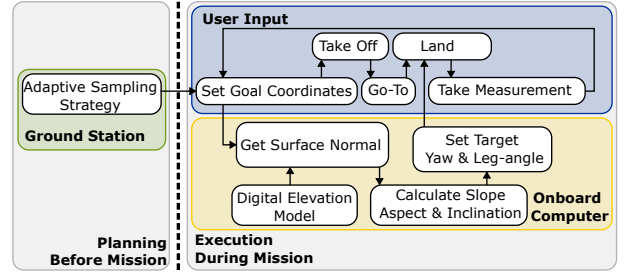 User Input
Take Off
Land
Adaptive Sampling
Strategy
Set Goal Coordinates
Go-To
Take Measurement
Ground Station
Get Surface Normal
Set Target
Yaw & Leg-angle
Digital Elevation
Model
Calculate Slope
Aspect & Inclination
Onboard
Computer
Planning
Before Mission
Execution
During Mission